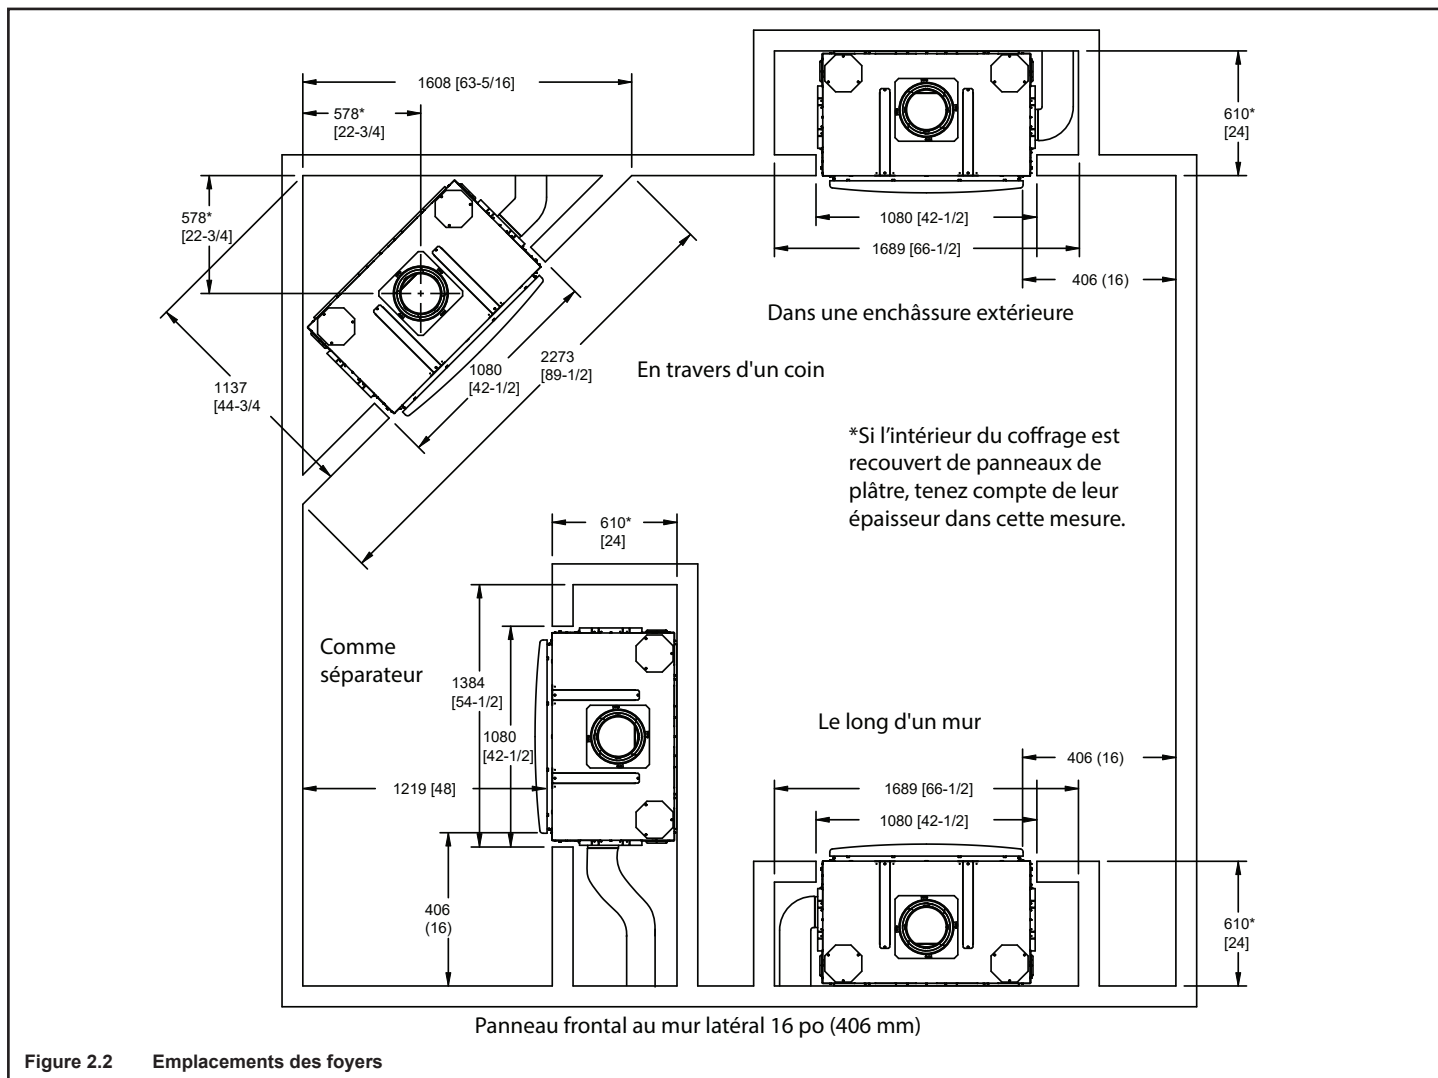 1608 [63-5/16]
578*
[22-3/4]
610*
[24]
578*
[22-3/4]
1080 [42-1/2]
1689 [66-1/2]
406 (16)
Dans une enchâssure extérieure
1137
[44-3/4
1080
[42-1/2]
2273
[89-1/2]
En travers d'un coin
*Si l’intérieur du coffrage est
recouvert de panneaux de
plâtre, tenez compte de leur
épaisseur dans cette mesure.
610*
[24]
Comme
séparateur
1384
[54-1/2]
1080
[42-1/2]
1219 [48]
406
(16)
Le long d'un mur
406 (16)
1689 [66-1/2]
1080 [42-1/2]
610*
[24]
Panneau frontal au mur latéral 16 po (406 mm)
Figure 2.2 Emplacements des foyers